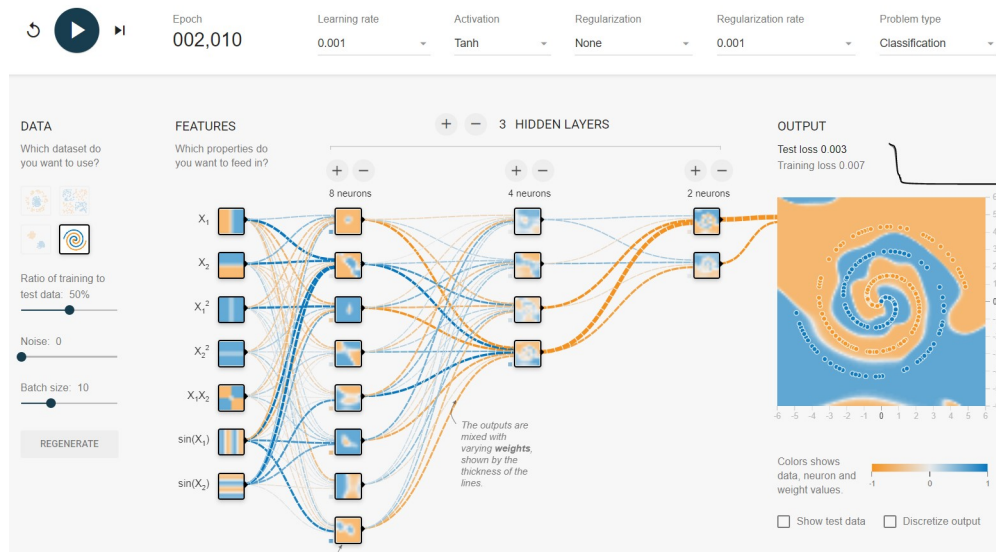 Epoch
002,010
Learning rate
0.001
Activation
Tanh
Regularization
None
Regularization rate
0.001
Problem type
Classification
DATA
Which dataset do
you want to use?
Ratio of training to
test data: 50%
Noise: 0
Batch size: 10
REGENERATE
FEATURES
Which properties do
you want to feed in?
X₁
X₂
X₁²
X₂²
X₁X₂
sin(X₁)
sin(X₂)
+ − 3 HIDDEN LAYERS
+ −
8 neurons
+ −
4 neurons
+ −
2 neurons
The outputs are
mixed with
varying weights,
shown by the
thickness of the
lines.
OUTPUT
Test loss 0.003
Training loss 0.007
-6 -5 -4 -3 -2 -1 0 1 2 3 4 5 6
Colors shows
data, neuron and
weight values.
-1 0 1
Show test data
Discretize output